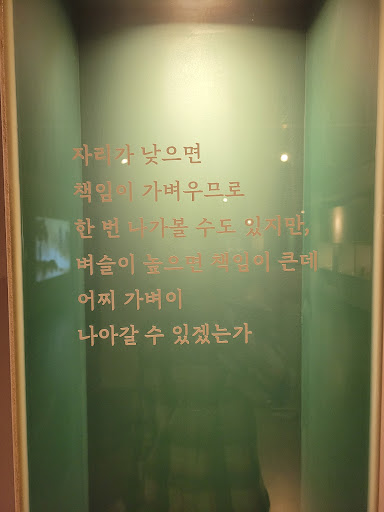 자리가 낮으면
책임이 가벼우므로
한 번 나가볼 수도 있지만,
벼슬이 높으면 책임이 큰데
어찌 가벼이
나아갈 수 있겠는가